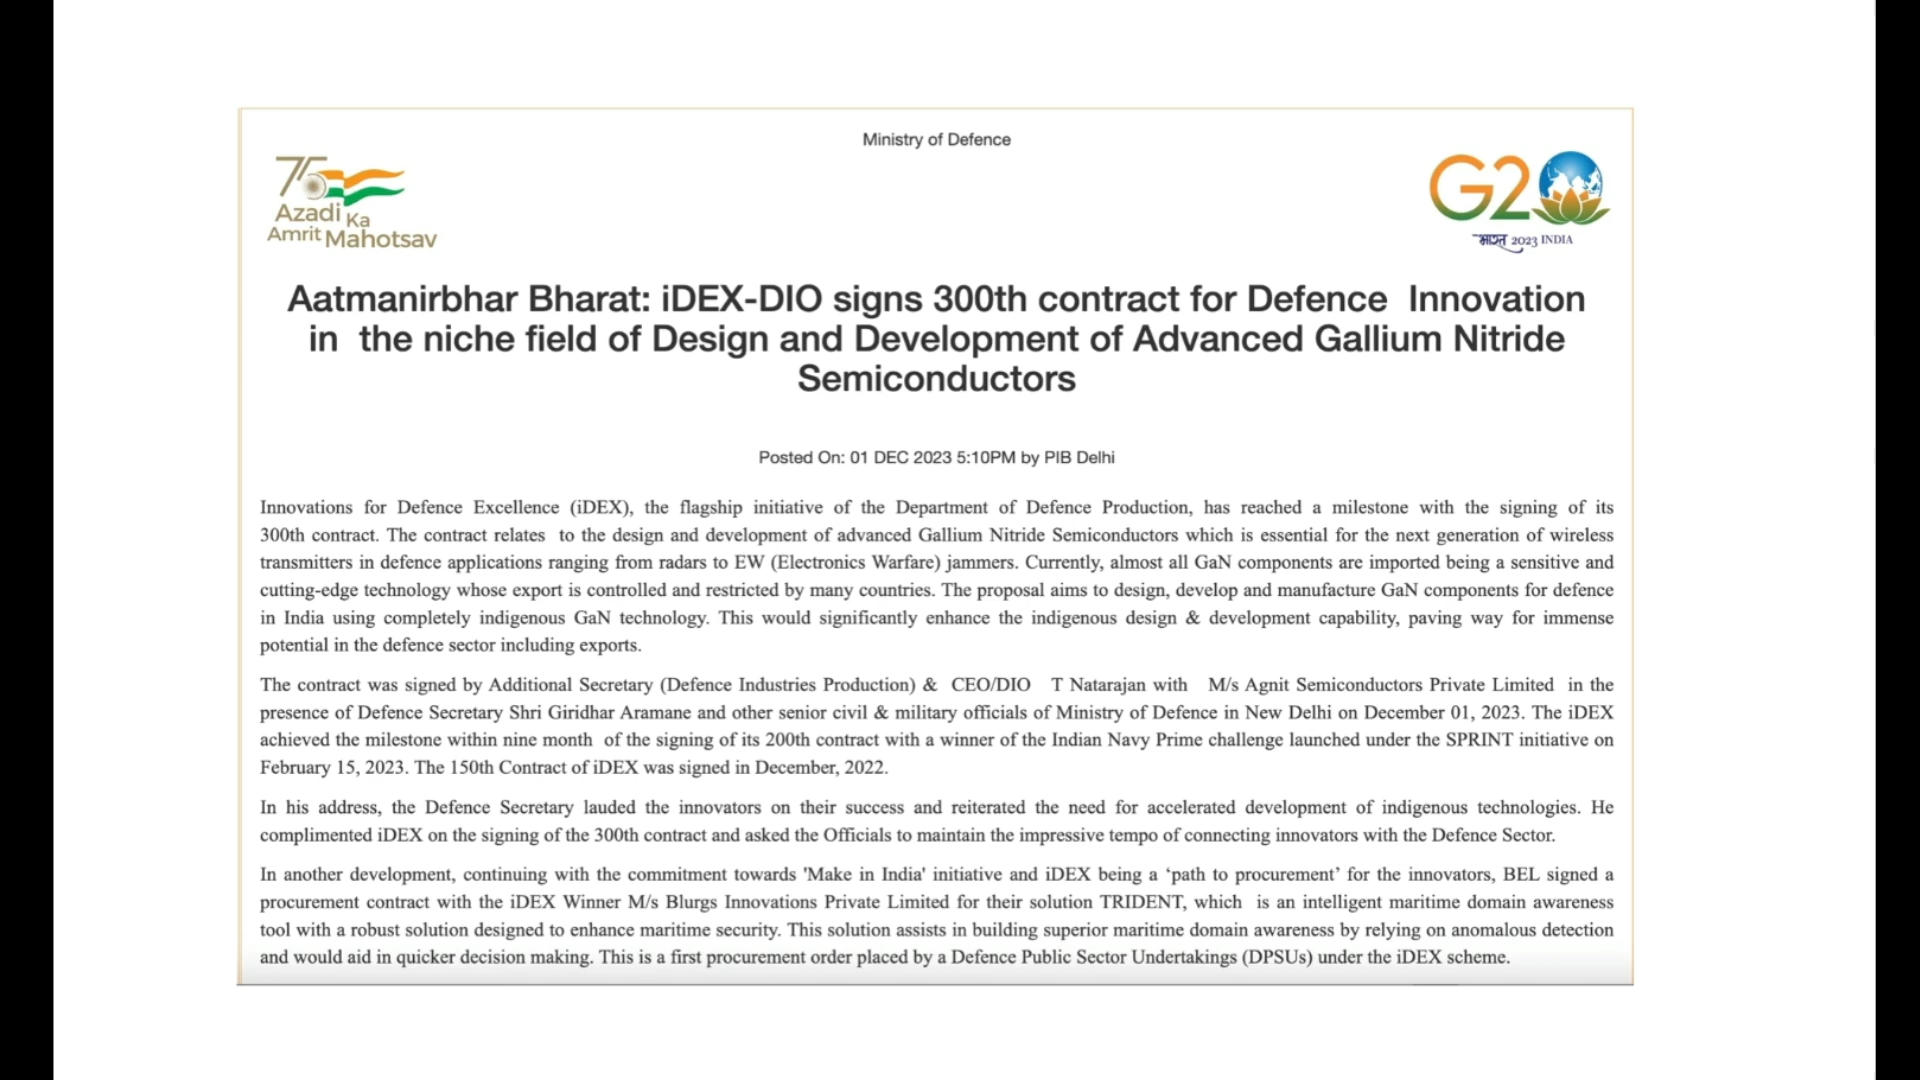 Ministry of Defence
75
Azadi Ka
Amrit Mahotsav
G20
भारत 2023 INDIA
Aatmanirbhar Bharat: iDEX-DIO signs 300th contract for Defence Innovation
in the niche field of Design and Development of Advanced Gallium Nitride
Semiconductors
Posted On: 01 DEC 2023 5:10PM by PIB Delhi
Innovations for Defence Excellence (iDEX), the flagship initiative of the Department of Defence Production, has reached a milestone with the signing of its
300th contract. The contract relates to the design and development of advanced Gallium Nitride Semiconductors which is essential for the next generation of wireless
transmitters in defence applications ranging from radars to EW (Electronics Warfare) jammers. Currently, almost all GaN components are imported being a sensitive and
cutting-edge technology whose export is controlled and restricted by many countries. The proposal aims to design, develop and manufacture GaN components for defence
in India using completely indigenous GaN technology. This would significantly enhance the indigenous design & development capability, paving way for immense
potential in the defence sector including exports.
The contract was signed by Additional Secretary (Defence Industries Production) & CEO/DIO T Natarajan with M/s Agnit Semiconductors Private Limited in the
presence of Defence Secretary Shri Giridhar Aramane and other senior civil & military officials of Ministry of Defence in New Delhi on December 01, 2023. The iDEX
achieved the milestone within nine month of the signing of its 200th contract with a winner of the Indian Navy Prime challenge launched under the SPRINT initiative on
February 15, 2023. The 150th Contract of iDEX was signed in December, 2022.
In his address, the Defence Secretary lauded the innovators on their success and reiterated the need for accelerated development of indigenous technologies. He
complimented iDEX on the signing of the 300th contract and asked the Officials to maintain the impressive tempo of connecting innovators with the Defence Sector.
In another development, continuing with the commitment towards 'Make in India' initiative and iDEX being a ‘path to procurement’ for the innovators, BEL signed a
procurement contract with the iDEX Winner M/s Blurgs Innovations Private Limited for their solution TRIDENT, which is an intelligent maritime domain awareness
tool with a robust solution designed to enhance maritime security. This solution assists in building superior maritime domain awareness by relying on anomalous detection
and would aid in quicker decision making. This is a first procurement order placed by a Defence Public Sector Undertakings (DPSUs) under the iDEX scheme.